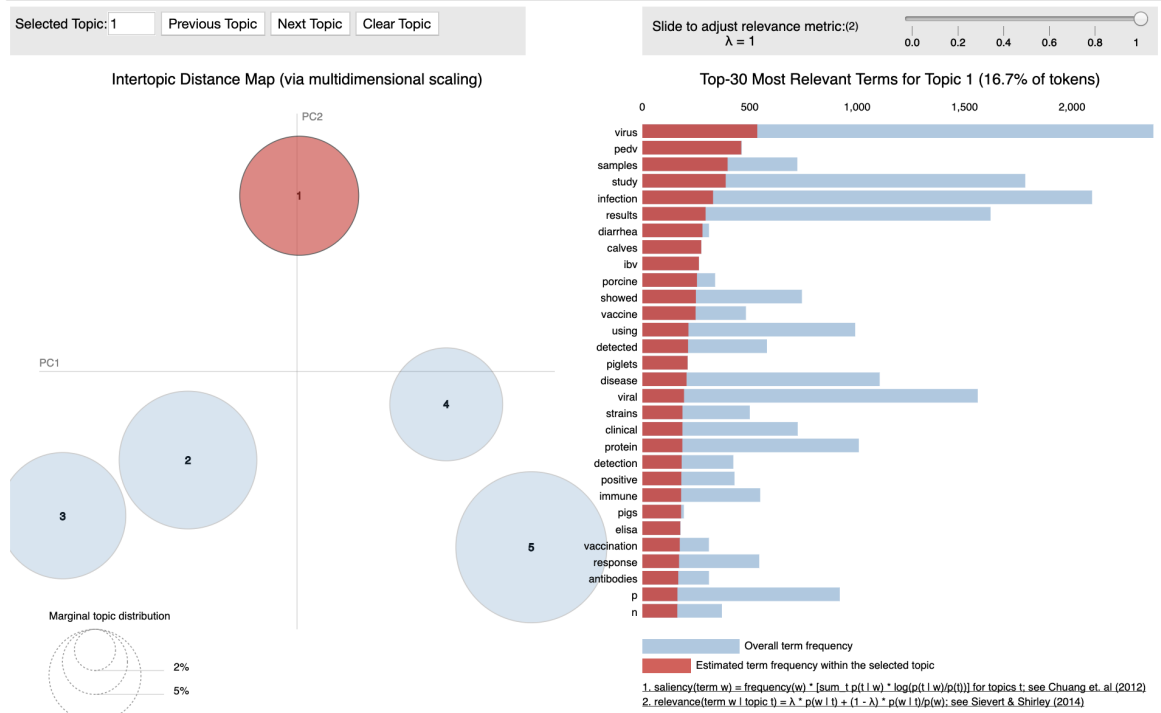 Selected Topic: 1 Previous Topic Next Topic Clear Topic
Slide to adjust relevance metric:(2)
λ = 1
0.0 0.2 0.4 0.6 0.8 1
Intertopic Distance Map (via multidimensional scaling)
PC2
PC1
1
2
3
4
5
Marginal topic distribution
2%
5%
Top-30 Most Relevant Terms for Topic 1 (16.7% of tokens)
0 500 1,000 1,500 2,000
virus
pedv
samples
study
infection
results
diarrhea
calves
ibv
porcine
showed
vaccine
using
detected
piglets
disease
viral
strains
clinical
protein
detection
positive
immune
pigs
elisa
vaccination
response
antibodies
p
n
Overall term frequency
Estimated term frequency within the selected topic
1. saliency(term w) = frequency(w) * [sum_t p(t | w) * log(p(t | w)/p(t))] for topics t; see Chuang et. al (2012)
2. relevance(term w | topic t) = λ * p(w | t) + (1 - λ) * p(w | t)/p(w); see Sievert & Shirley (2014)